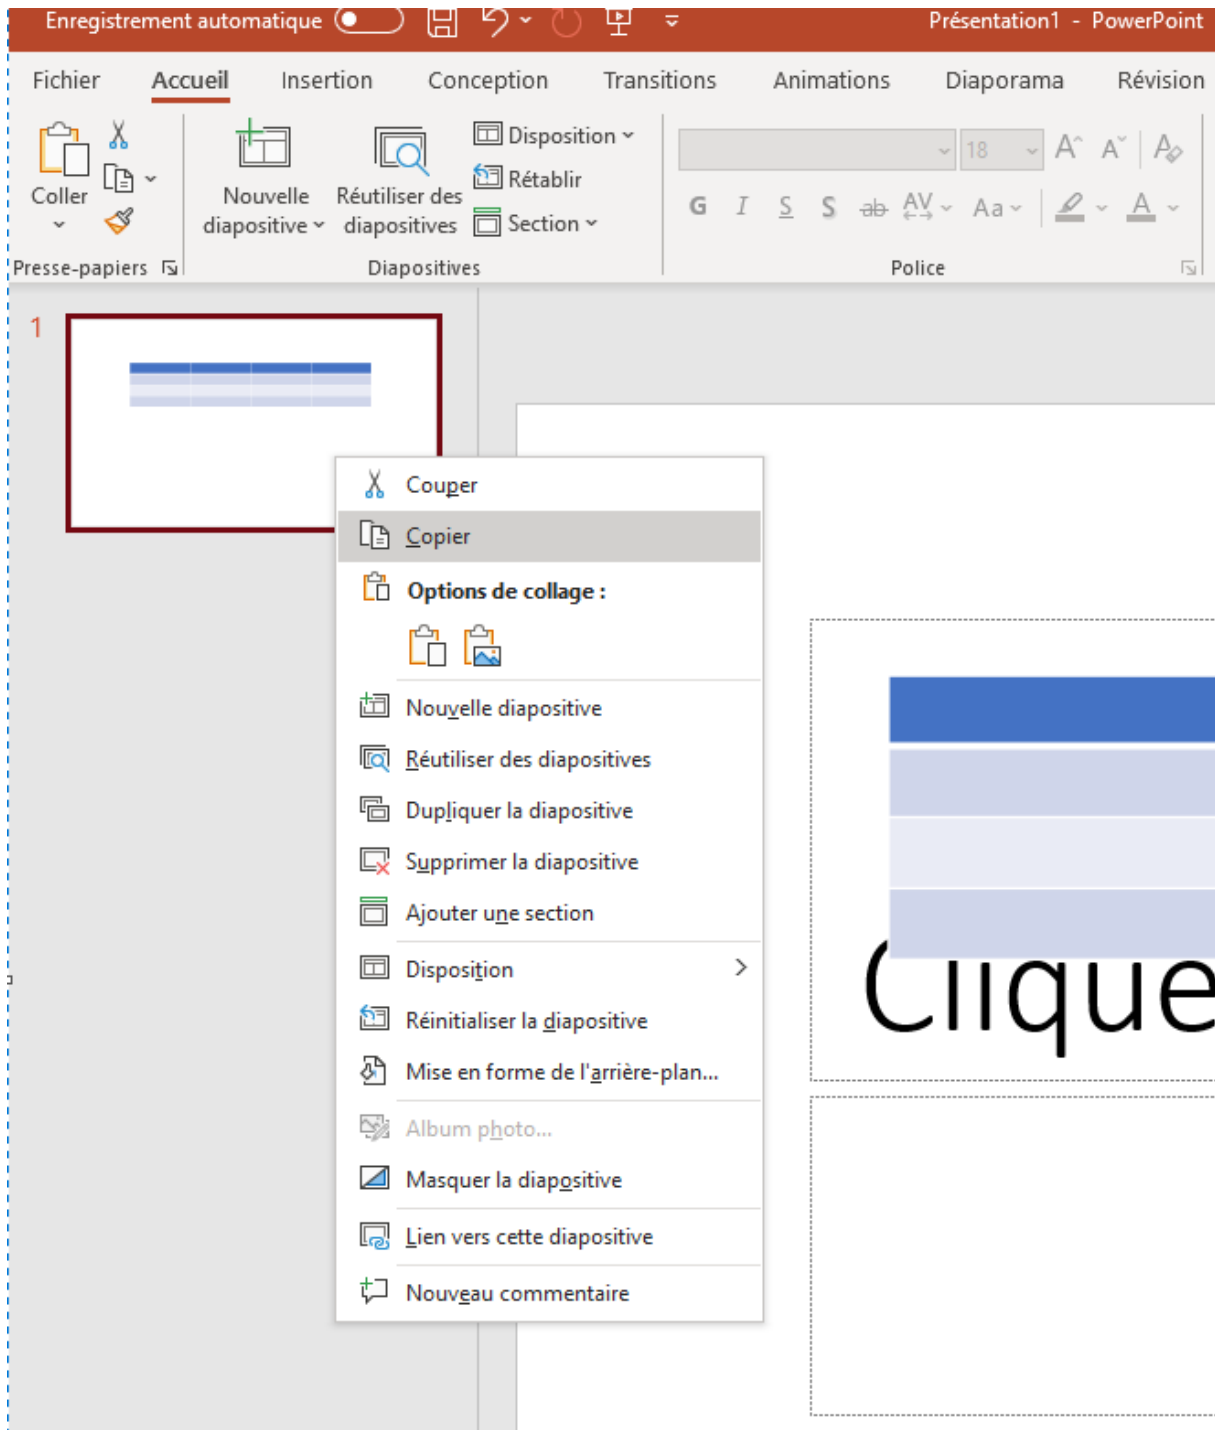 Enregistrement automatique
Présentation1 - PowerPoint
Fichier Accueil Insertion Conception Transitions Animations Diaporama Révision
Coller
Nouvelle diapositive
Réutiliser des diapositives
Disposition
Rétablir
Section
18
G I S S ab AV Aa A
Presse-papiers Diapositives Police
1
Couper
Copier
Options de collage :
Nouvelle diapositive
Réutiliser des diapositives
Dupliquer la diapositive
Supprimer la diapositive
Ajouter une section
Disposition
Réinitialiser la diapositive
Mise en forme de l'arrière-plan...
Album photo...
Masquer la diapositive
Lien vers cette diapositive
Nouveau commentaire
Clique